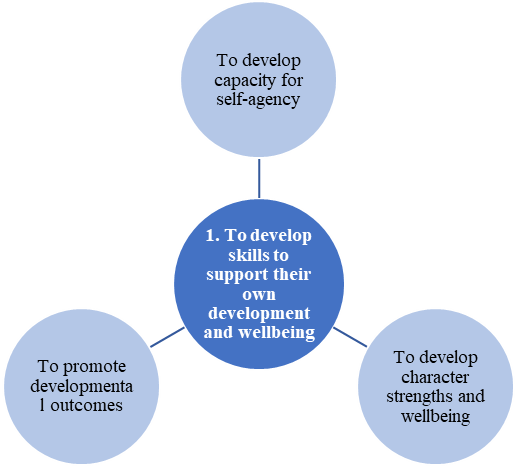 To develop
capacity for
self-agency
1. To develop
skills to
support their
own
development
and wellbeing
To promote
developmenta
l outcomes
To develop
character
strengths and
wellbeing